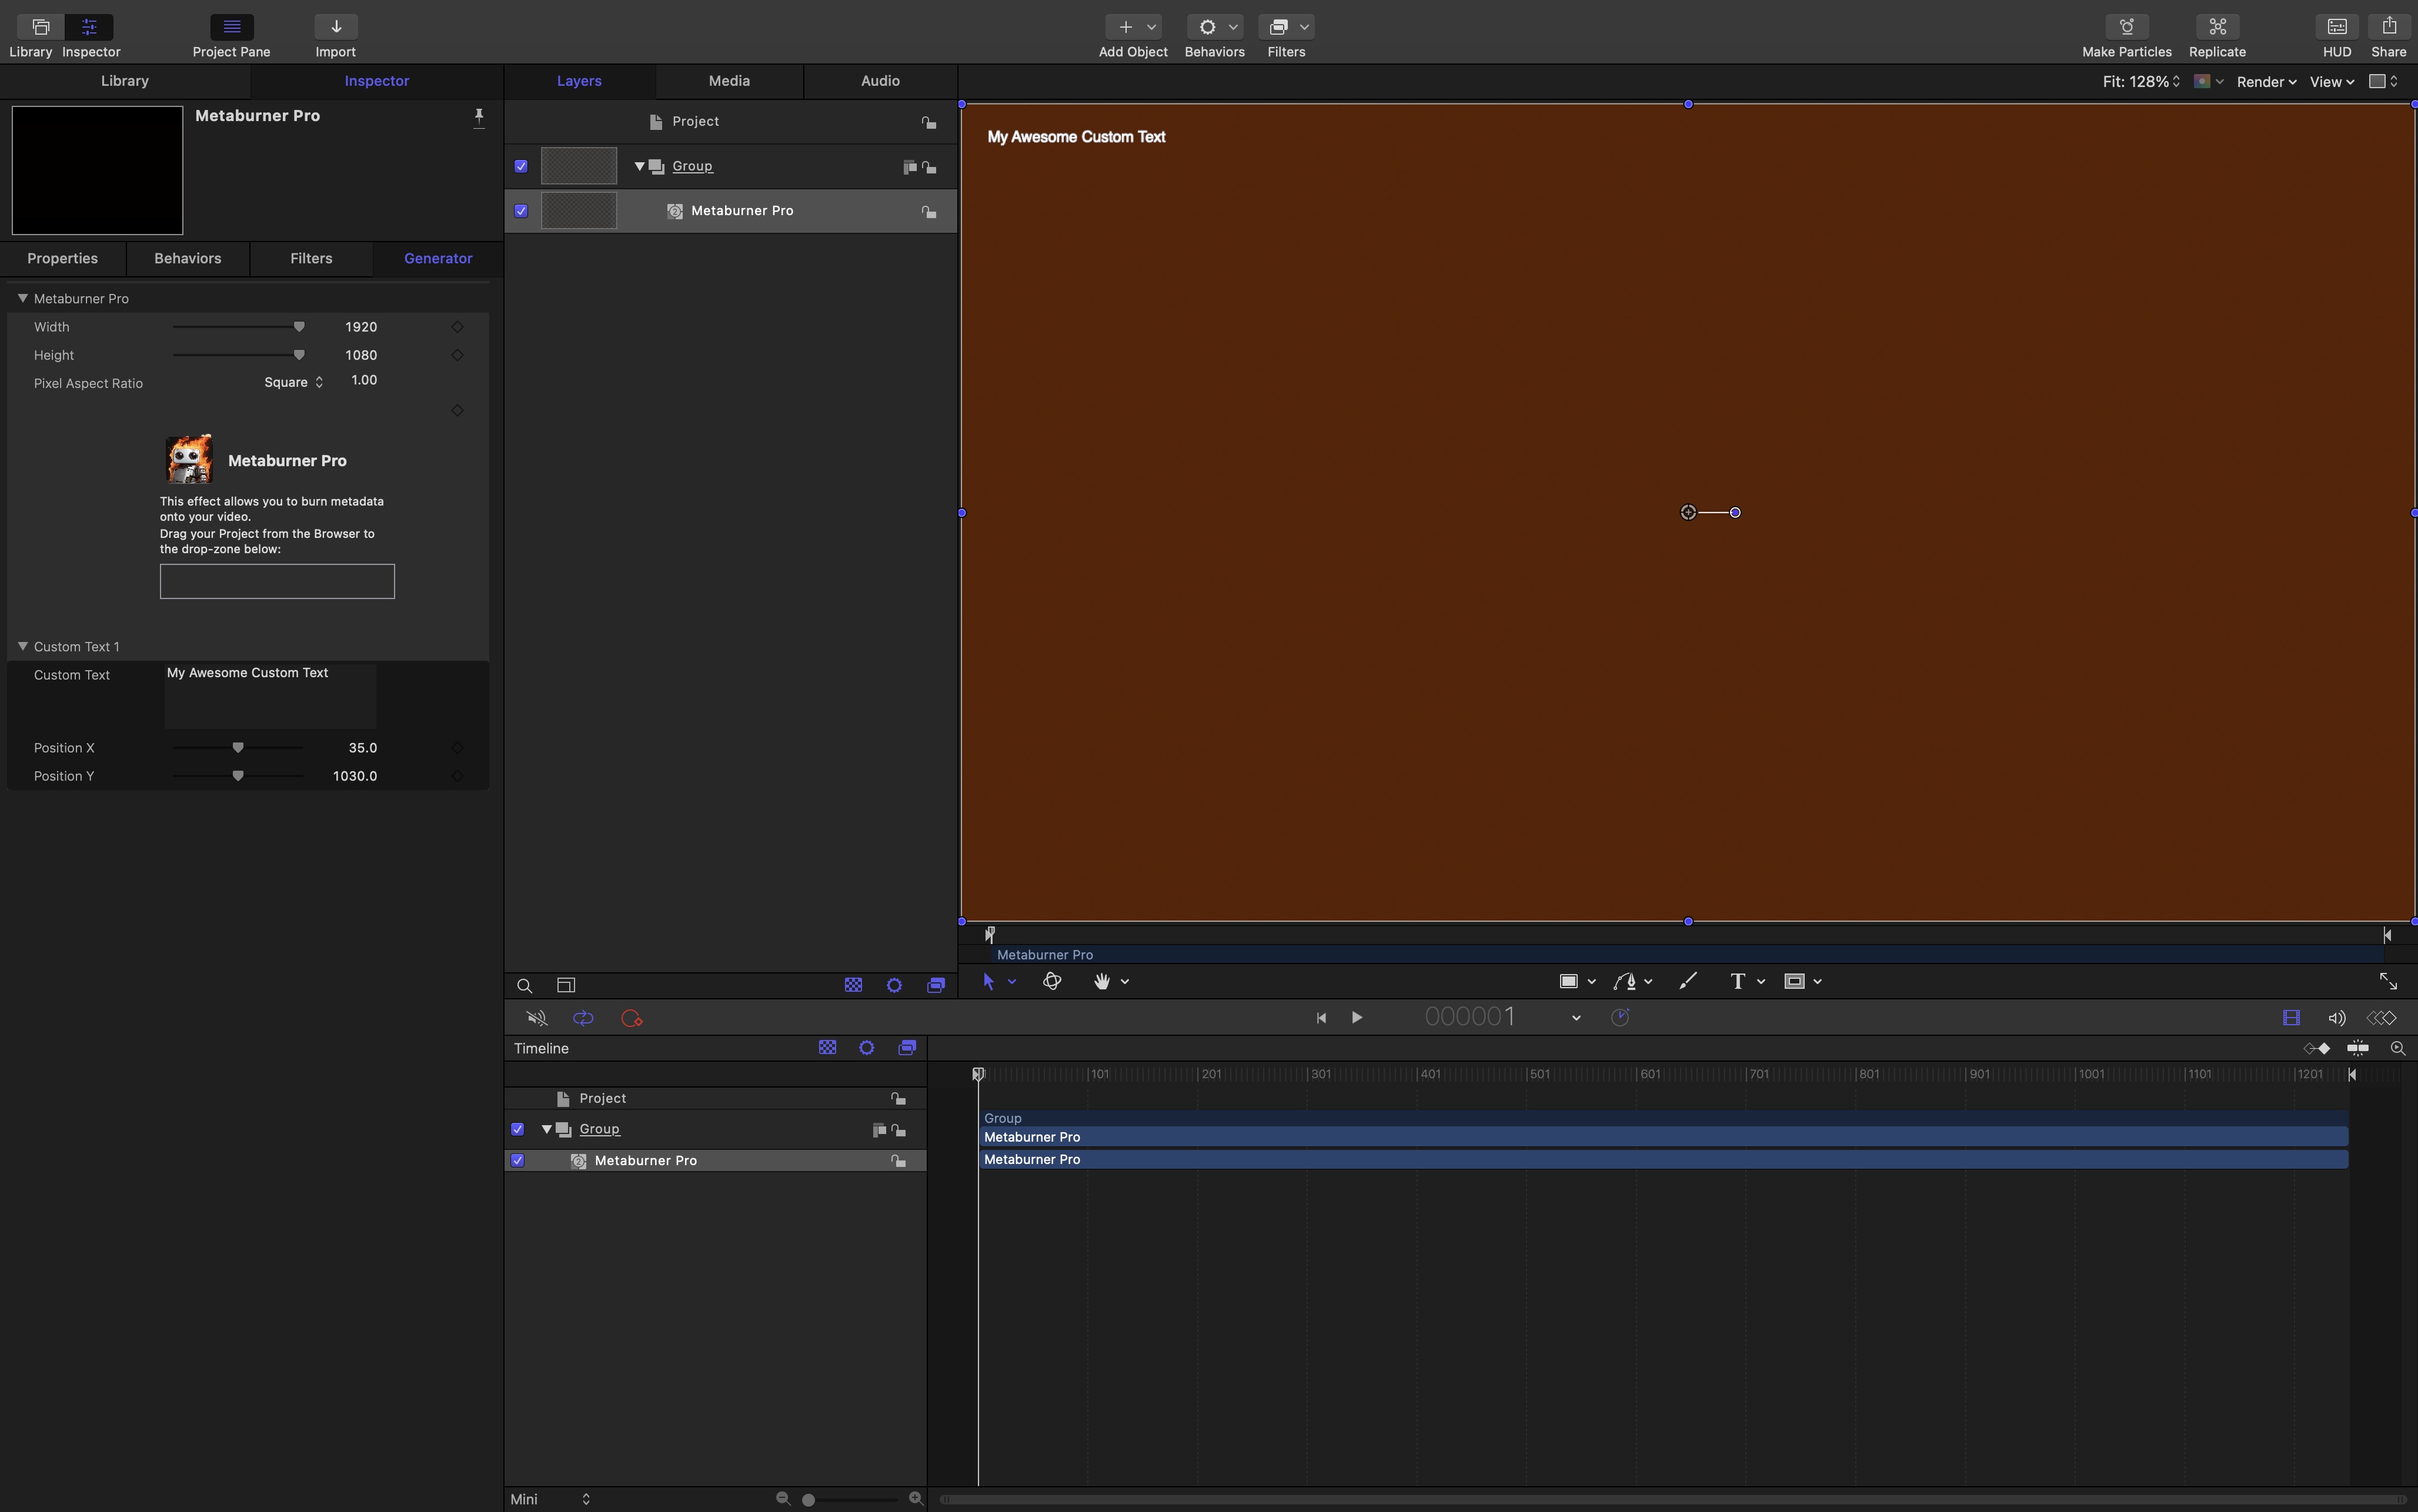 Library Inspector Project Pane Import Add Object Behaviors Filters Make Particles Replicate HUD Share
Library Inspector Layers Media Audio Fit: 128% Render View
Metaburner Pro
Project
Group
Metaburner Pro
Properties Behaviors Filters Generator
Metaburner Pro
Width 1920
Height 1080
Pixel Aspect Ratio Square 1.00
Metaburner Pro
This effect allows you to burn metadata
onto your video.
Drag your Project from the Browser to
the drop-zone below:
Custom Text 1
Custom Text My Awesome Custom Text
Position X 35.0
Position Y 1030.0
My Awesome Custom Text
Metaburner Pro
T
000001
Timeline
101 201 301 401 501 601 701 801 901 1001 1101 1201
Project
Group
Metaburner Pro
Group
Metaburner Pro
Metaburner Pro
Mini